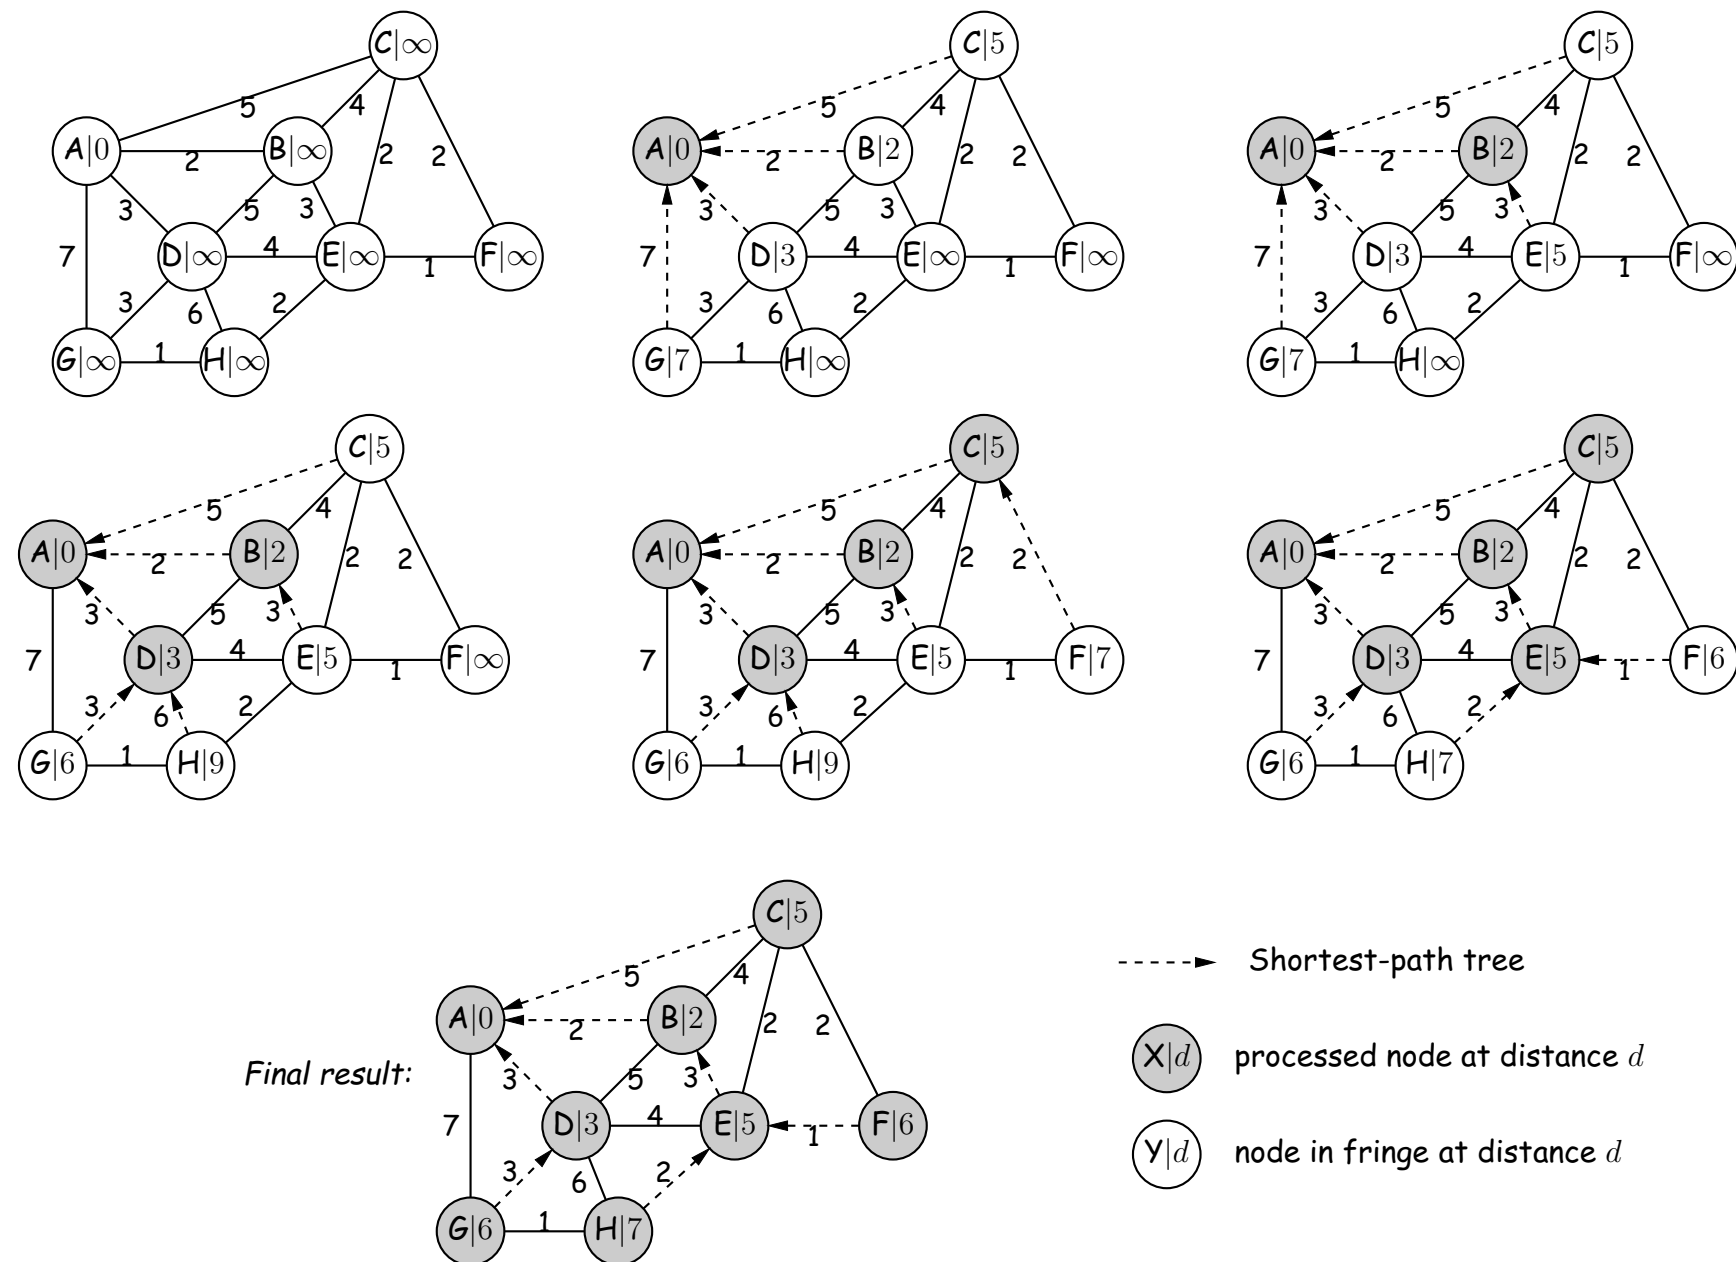 C|∞ C|5 C|5
5 4 5 4 5 4
A|0 B|∞ A|0 B|2 A|0 B|2
2 2 2 2 2 2 2 2 2
3 5 3 3 5 3 3 5 3
7 D|∞ 4 E|∞ 1 F|∞ 7 D|3 4 E|∞ 1 F|∞ 7 D|3 4 E|5 1 F|∞
3 6 2 3 6 2 3 6 2
G|∞ 1 H|∞ G|7 1 H|∞ G|7 1 H|∞
C|5 C|5 C|5
5 4 5 4 5 4
A|0 B|2 A|0 B|2 A|0 B|2
2 2 2 2 2 2 2 2 2
3 5 3 3 5 3 3 5 3
7 D|3 4 E|5 1 F|∞ 7 D|3 4 E|5 1 F|7 7 D|3 4 E|5 1 F|6
3 6 2 3 6 2 3 6 2
G|6 1 H|9 G|6 1 H|9 G|6 1 H|7
C|5
5 4
A|0 B|2
2 2 2
Final result:
3 5 3
7 D|3 4 E|5 1 F|6
3 6 2
G|6 1 H|7
Shortest-path tree
X|d processed node at distance d
Y|d node in fringe at distance d